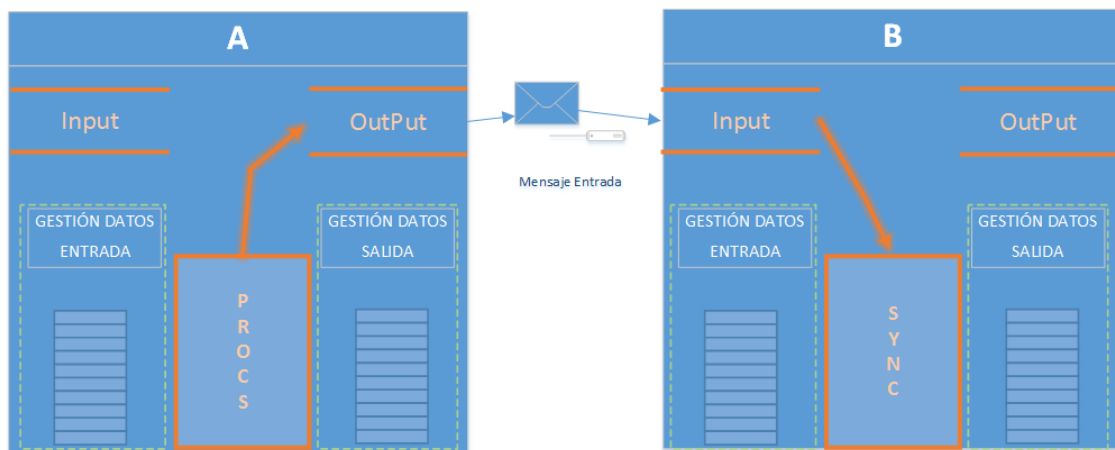 A
Input
OutPut
GESTIÓN DATOS
ENTRADA
P
R
O
C
S
GESTIÓN DATOS
SALIDA
Mensaje Entrada
B
Input
OutPut
GESTIÓN DATOS
ENTRADA
S
Y
N
C
GESTIÓN DATOS
SALIDA